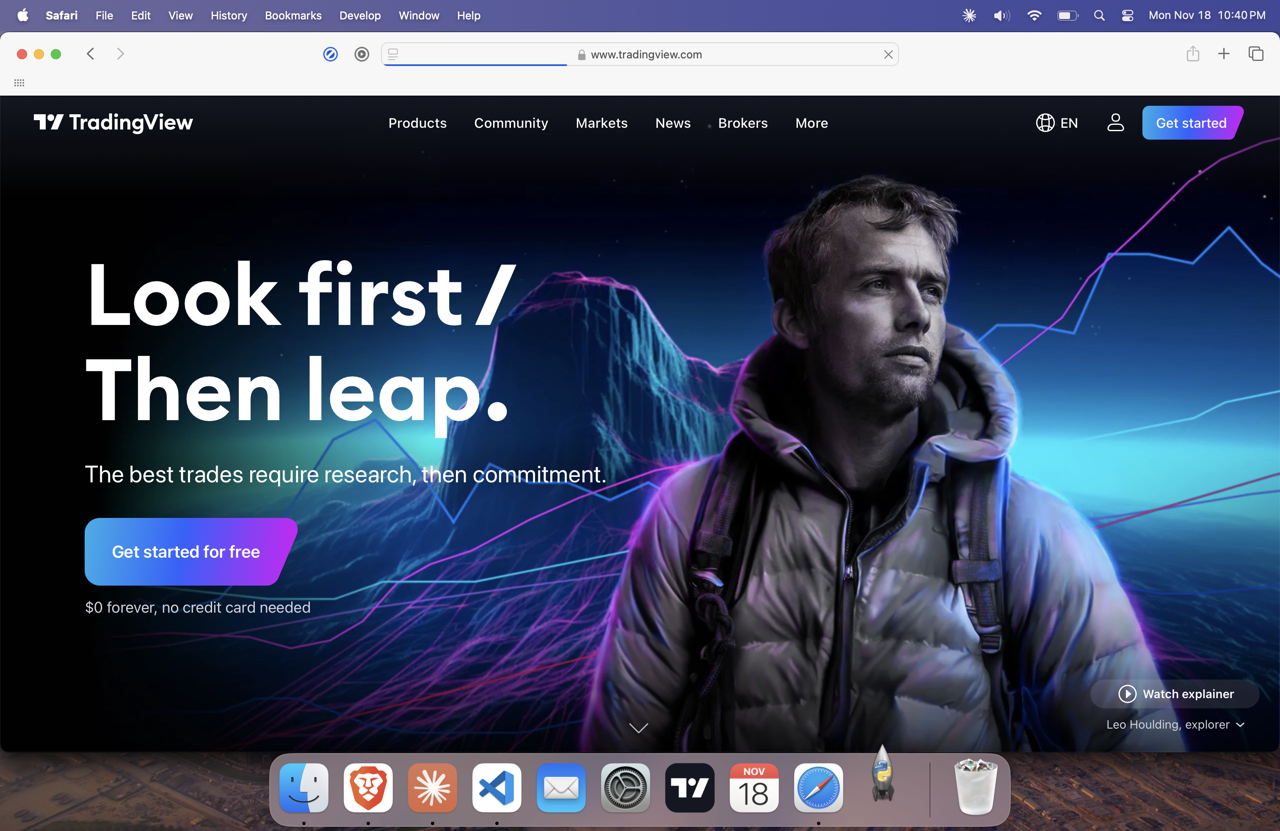 Safari File Edit View History Bookmarks Develop Window Help Mon Nov 18 10:40 PM
www.tradingview.com
TradingView Products Community Markets News Brokers More EN Get started
Look first /
Then leap.
The best trades require research, then commitment.
Get started for free
$0 forever, no credit card needed
Watch explainer
Leo Houlding, explorer
NOV
18